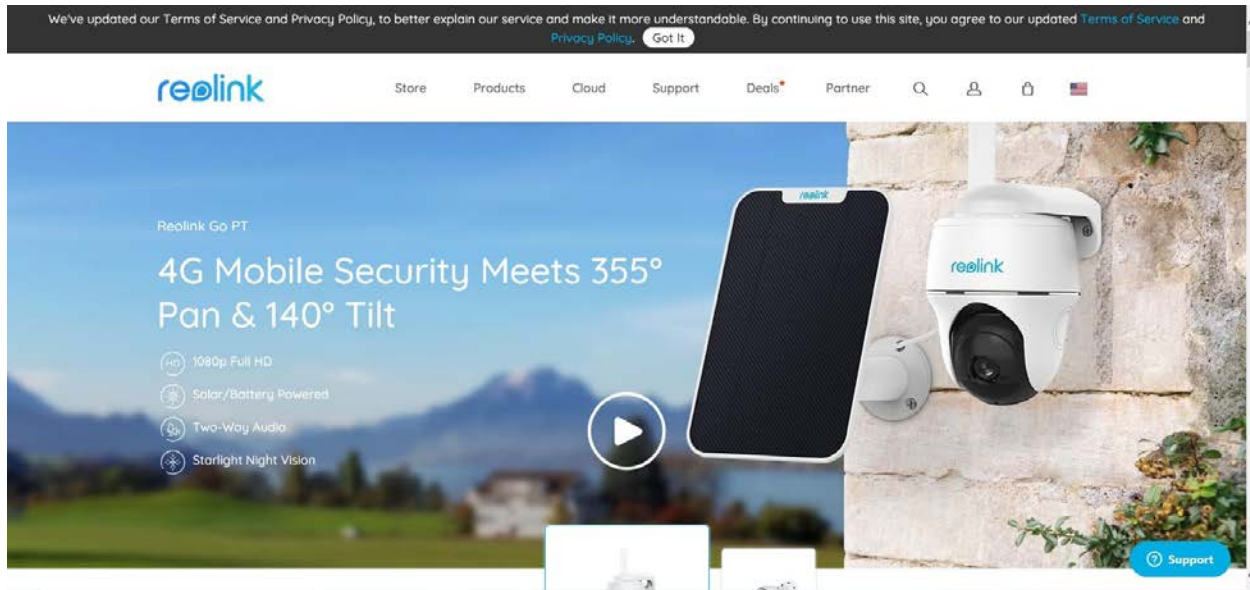 We've updated our Terms of Service and Privacy Policy, to better explain our service and make it more understandable. By continuing to use this site, you agree to our updated Terms of Service and
Privacy Policy. Got It
reolink Store Products Cloud Support Deals Partner
reolink
Reolink Go PT
4G Mobile Security Meets 355°
reolink
Pan & 140° Tilt
HD 1080p Full HD
Solar/Battery Powered
Two-Way Audio
Starlight Night Vision
Support